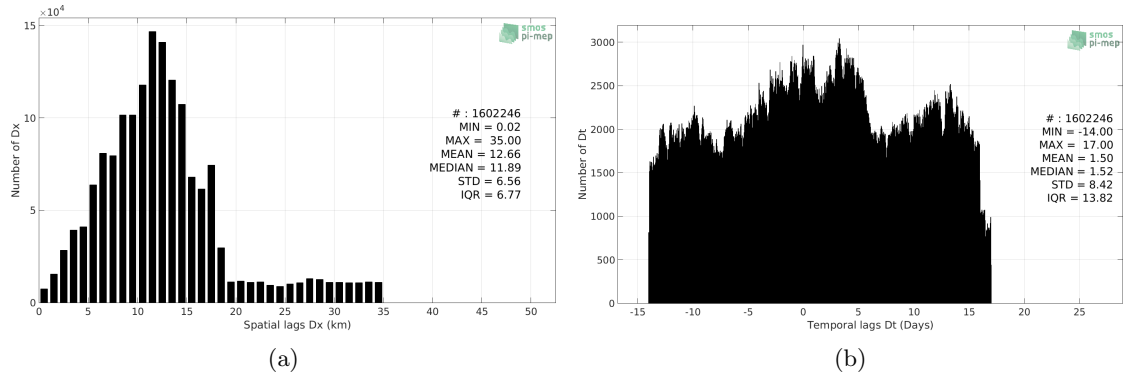 ×10⁴
15
10
5
0
0 5 10 15 20 25 30 35 40 45 50
Number of Dx
Spatial lags Dx (km)
smos
pi-mep
# : 1602246
MIN = 0.02
MAX = 35.00
MEAN = 12.66
MEDIAN = 11.89
STD = 6.56
IQR = 6.77
(a)
3000
2500
2000
1500
1000
500
0
-15 -10 -5 0 5 10 15 20 25
Number of Dt
Temporal lags Dt (Days)
smos
pi-mep
# : 1602246
MIN = -14.00
MAX = 17.00
MEAN = 1.50
MEDIAN = 1.52
STD = 8.42
IQR = 13.82
(b)